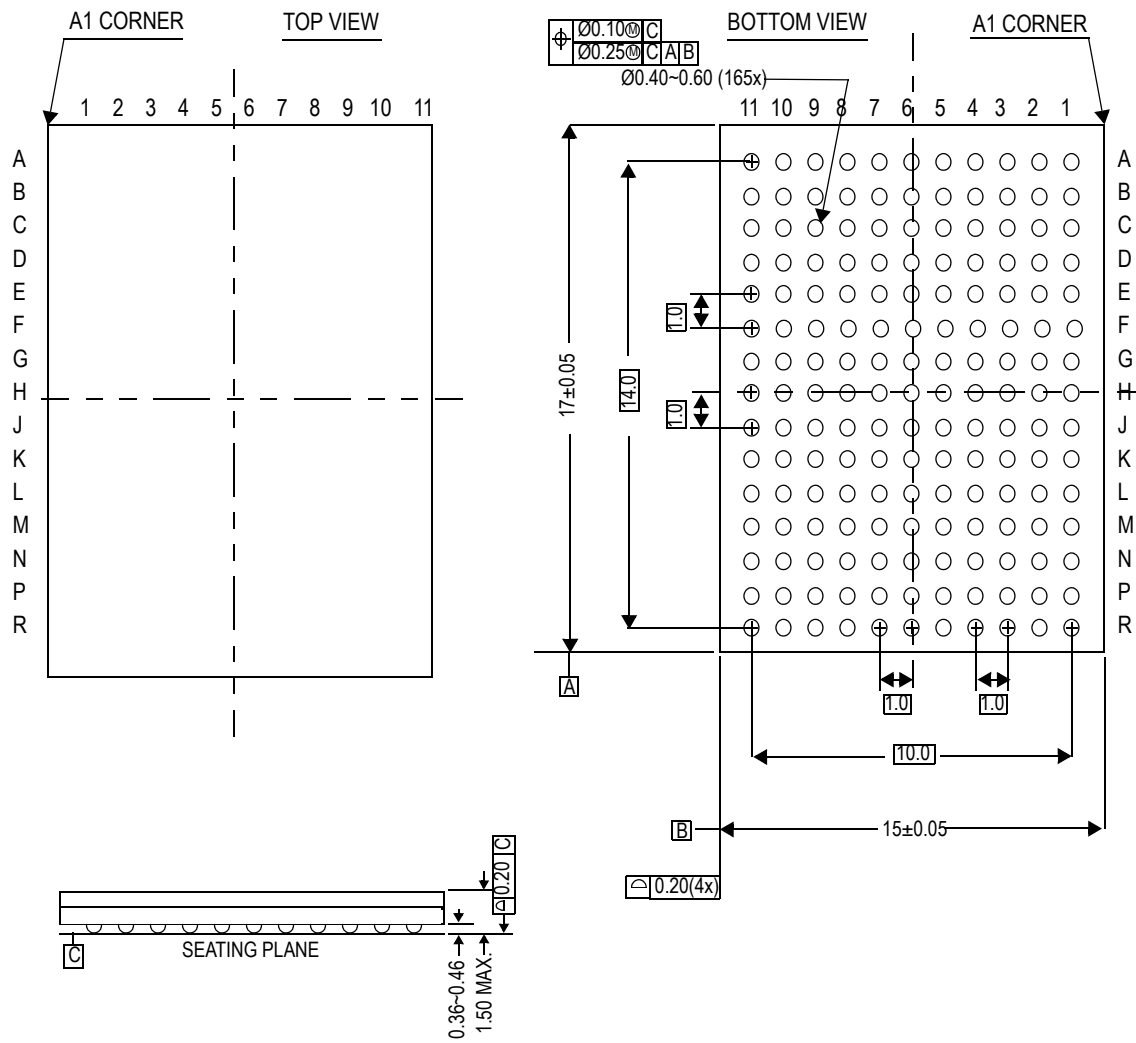 A1 CORNER
TOP VIEW
1 2 3 4 5 6 7 8 9 10 11
A
B
C
D
E
F
G
H
J
K
L
M
N
P
R
Ø0.10Ⓜ C
Ø0.25Ⓜ C A B
BOTTOM VIEW
A1 CORNER
Ø0.40~0.60 (165x)
11 10 9 8 7 6 5 4 3 2 1
A
B
C
D
E
F
G
H
J
K
L
M
N
P
R
1.0
1.0
14.0
17±0.05
A
1.0
1.0
10.0
B
15±0.05
0.20(4x)
0.20 C
C
SEATING PLANE
0.36~0.46
1.50 MAX.